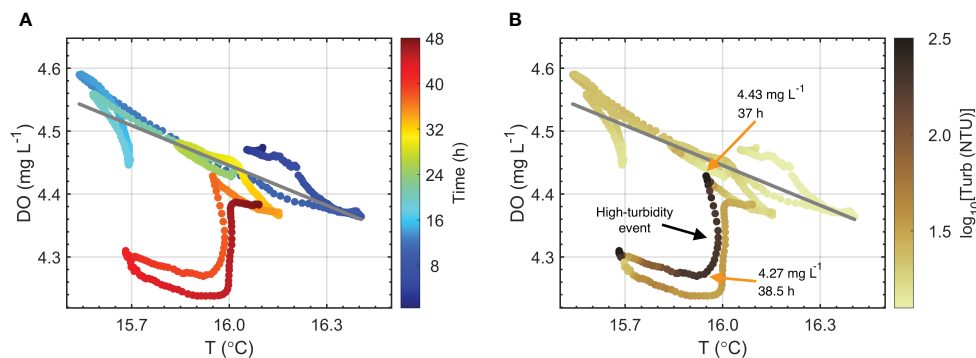 A
B
DO (mg L⁻¹)
4.6
4.5
4.4
4.3
15.7
16.0
16.3
T (°C)
48
40
32
24
16
8
Time (h)
DO (mg L⁻¹)
4.6
4.5
4.4
4.3
15.7
16.0
16.3
T (°C)
4.43 mg L⁻¹
37 h
High-turbidity
event
4.27 mg L⁻¹
38.5 h
2.5
2.0
1.5
log₁₀[Turb (NTU)]